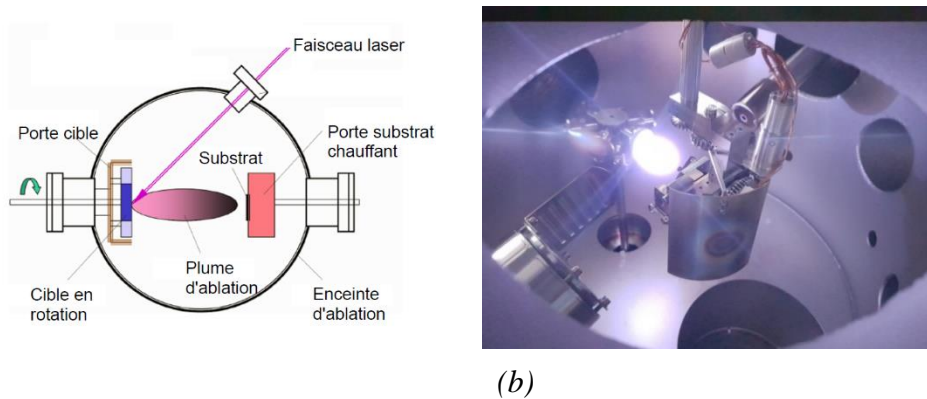 Faisceau laser
Porte cible
Substrat
Porte substrat
chauffant
Plume
d'ablation
Cible en
rotation
Enceinte
d'ablation
(b)